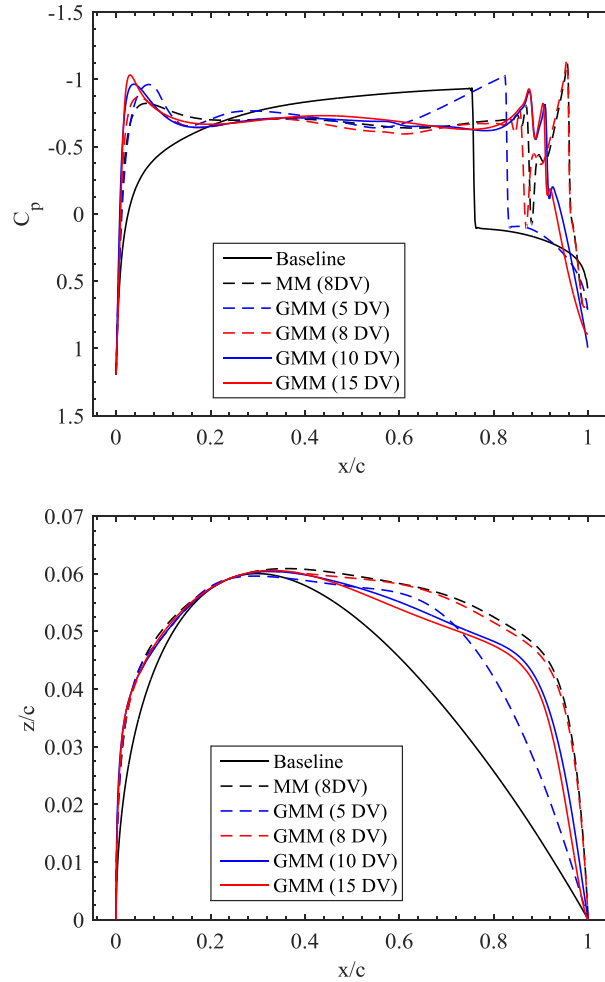 -1.5
-1
-0.5
0
0.5
1
1.5
C_p
Baseline
MM (8DV)
GMM (5 DV)
GMM (8 DV)
GMM (10 DV)
GMM (15 DV)
0 0.2 0.4 0.6 0.8 1
x/c
0.07
0.06
0.05
0.04
0.03
0.02
0.01
0
z/c
Baseline
MM (8DV)
GMM (5 DV)
GMM (8 DV)
GMM (10 DV)
GMM (15 DV)
0 0.2 0.4 0.6 0.8 1
x/c